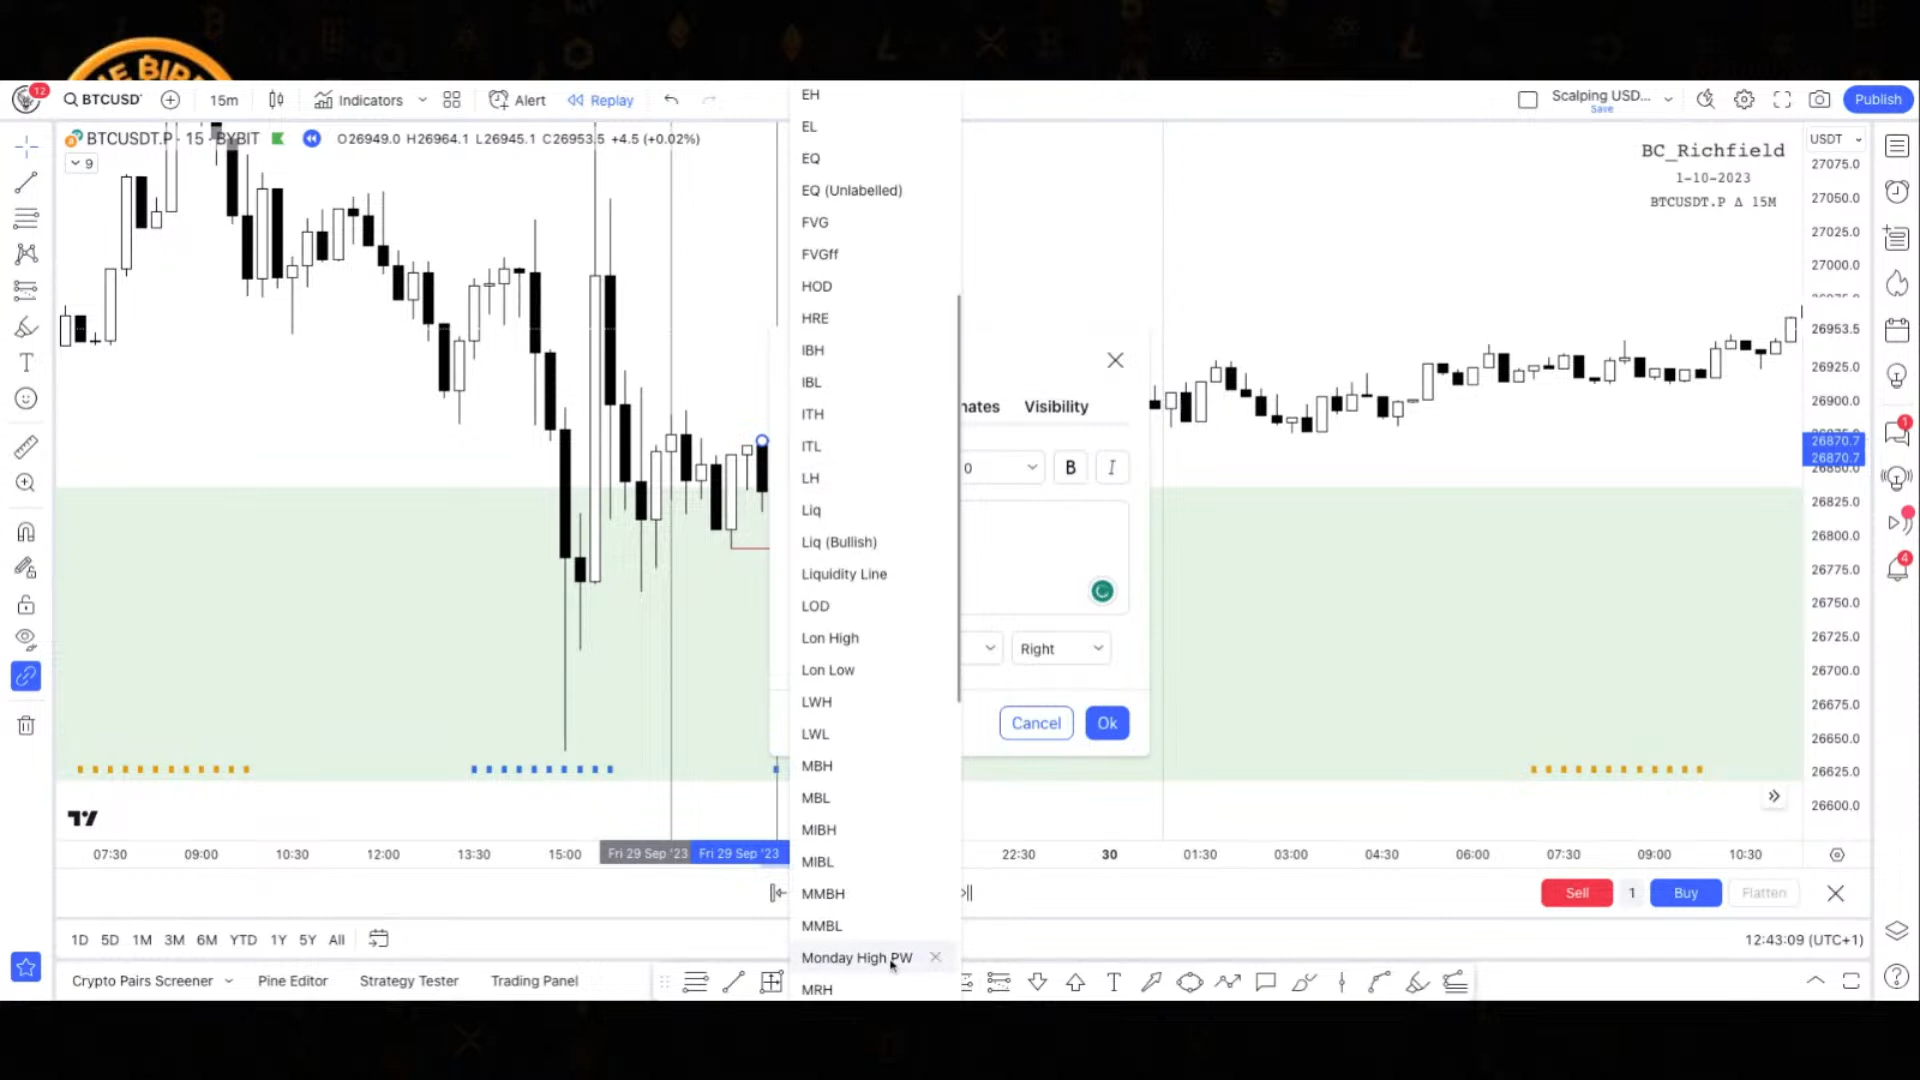 12
BTCUSD
15m
Indicators
Alert
Replay
Scalping USD...
Save
Publish
BTCUSDT.P · 15 · BYBIT
O26949.0 H26964.1 L26945.1 C26953.5 +4.5 (+0.02%)
9
USDT
BC_Richfield
1-10-2023
BTCUSDT.P Δ 15M
EH
EL
EQ
EQ (Unlabelled)
FVG
FVGff
HOD
HRE
IBH
IBL
ITH
ITL
LH
Liq
Liq (Bullish)
Liquidity Line
LOD
Lon High
Lon Low
LWH
LWL
MBH
MBL
MIBH
MIBL
MMBH
MMBL
Monday High PW
MRH
nates
Visibility
0
B
I
Right
Cancel
Ok
27075.0
27050.0
27025.0
27000.0
26953.5
26925.0
26900.0
26870.7
26870.7
26850.0
26825.0
26800.0
26775.0
26750.0
26725.0
26700.0
26675.0
26650.0
26625.0
26600.0
1
4
07:30 09:00 10:30 12:00 13:30 15:00 Fri 29 Sep '23 Fri 29 Sep '23 22:30 30 01:30 03:00 04:30 06:00 07:30 09:00 10:30
Sell
1
Buy
Flatten
1D 5D 1M 3M 6M YTD 1Y 5Y All
12:43:09 (UTC+1)
Crypto Pairs Screener
Pine Editor
Strategy Tester
Trading Panel